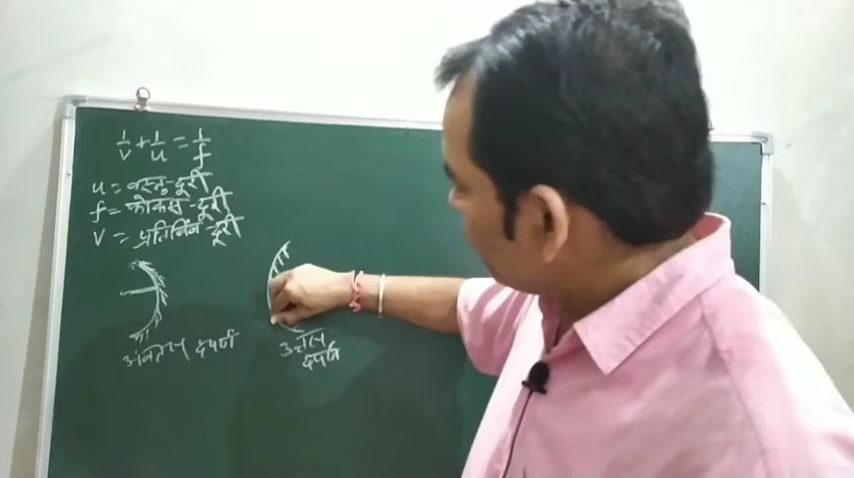 1/v + 1/u = 1/f
u = वस्तु-दूरी
f = फोकस-दूरी
v = प्रतिबिंब-दूरी
अवतल दर्पण
उत्तल
दर्पण